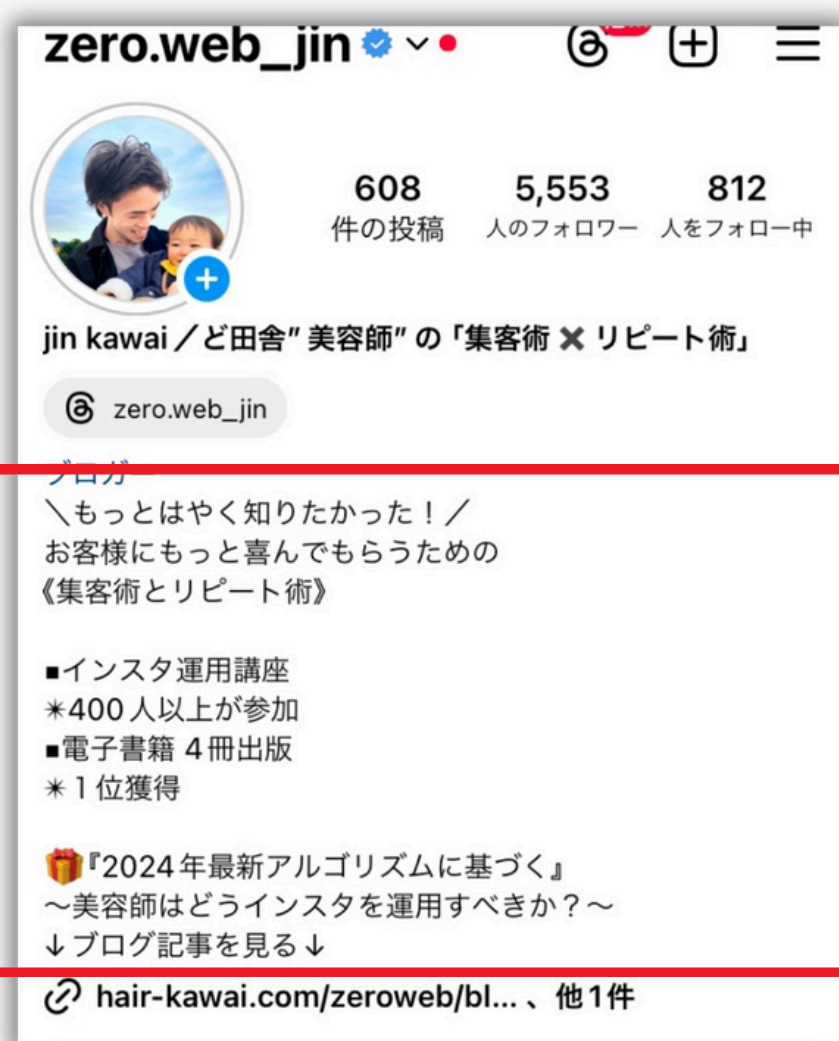 zero.web_jin
608
件の投稿
5,553
人のフォロワー
812
人をフォロー中
jin kawai／ど田舎”美容師”の「集客術✖️リピート術」
zero.web_jin
ブロガー
＼もっとはやく知りたかった！／
お客様にもっと喜んでもらうための
《集客術とリピート術》
▪️インスタ運用講座
✴︎400人以上が参加
▪️電子書籍 4冊出版
✴︎1位獲得
🎁『2024年最新アルゴリズムに基づく』
〜美容師はどうインスタを運用すべきか？〜
↓ブログ記事を見る↓
hair-kawai.com/zeroweb/bl... 、他1件